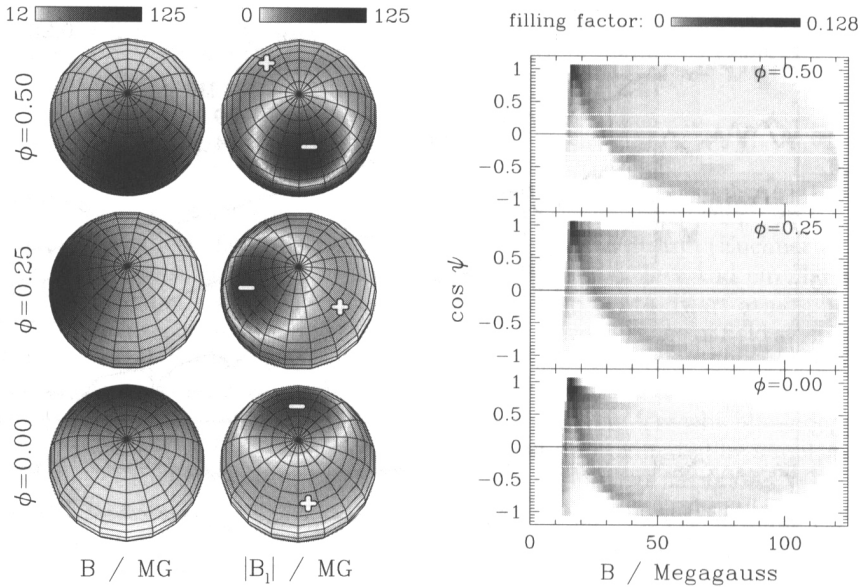 12 125 0 125
filling factor: 0 0.128
ϕ=0.50
+
−
ϕ=0.25
−
+
ϕ=0.00
−
+
B / MG
|B_l| / MG
cos ψ
1
0.5
0
−0.5
−1
ϕ=0.50
1
0.5
0
−0.5
−1
ϕ=0.25
1
0.5
0
−0.5
−1
ϕ=0.00
0 50 100
B / Megagauss